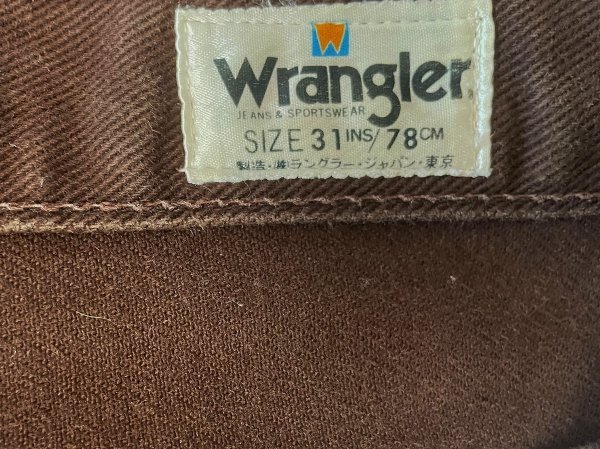 W
Wrangler
JEANS & SPORTSWEAR
SIZE 31 INS/78 CM
製造・㈱ラングラー・ジャパン・東京